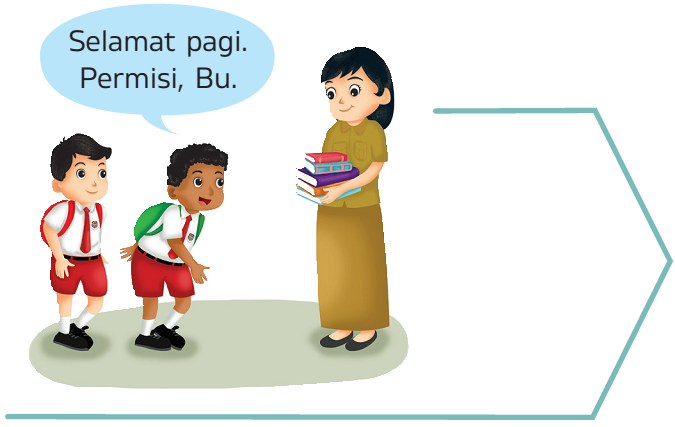 Selamat pagi.
Permisi, Bu.